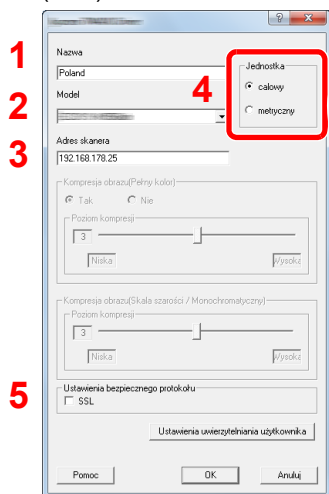 1
Nazwa
Poland
Jednostka
4
calowy
metryczny
2
Model
3
Adres skanera
192.168.178.25
Kompresja obrazu(Pełny kolor)
Tak
Nie
Poziom kompresji
3
Niska
Wysoka
Kompresja obrazu(Skala szarości / Monochromatyczny)
Poziom kompresji
3
Niska
Wysoka
5
Ustawienia bezpiecznego protokołu
SSL
Ustawienia uwierzytelniania użytkownika
Pomoc
OK
Anuluj